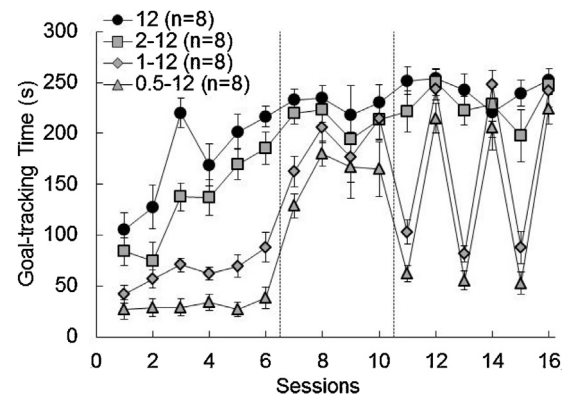 300
250
200
150
100
50
0
Goal-tracking Time (s)
12 (n=8)
2-12 (n=8)
1-12 (n=8)
0.5-12 (n=8)
0 2 4 6 8 10 12 14 16
Sessions